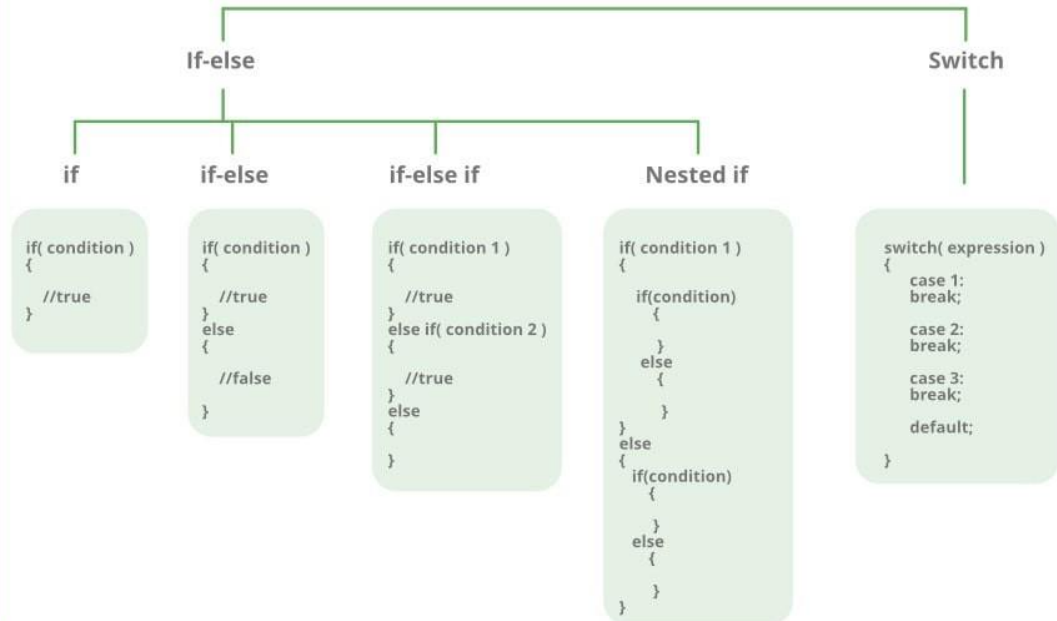 If-else
Switch
if
if-else
if-else if
Nested if
if( condition )
{
//true
}
if( condition )
{
//true
}
else
{
//false
}
if( condition 1 )
{
//true
}
else if( condition 2 )
{
//true
}
else
{
}
if( condition 1 )
{
if(condition)
{
}
else
{
}
}
else
{
if(condition)
{
}
else
{
}
}
switch( expression )
{
case 1:
break;
case 2:
break;
case 3:
break;
default;
}